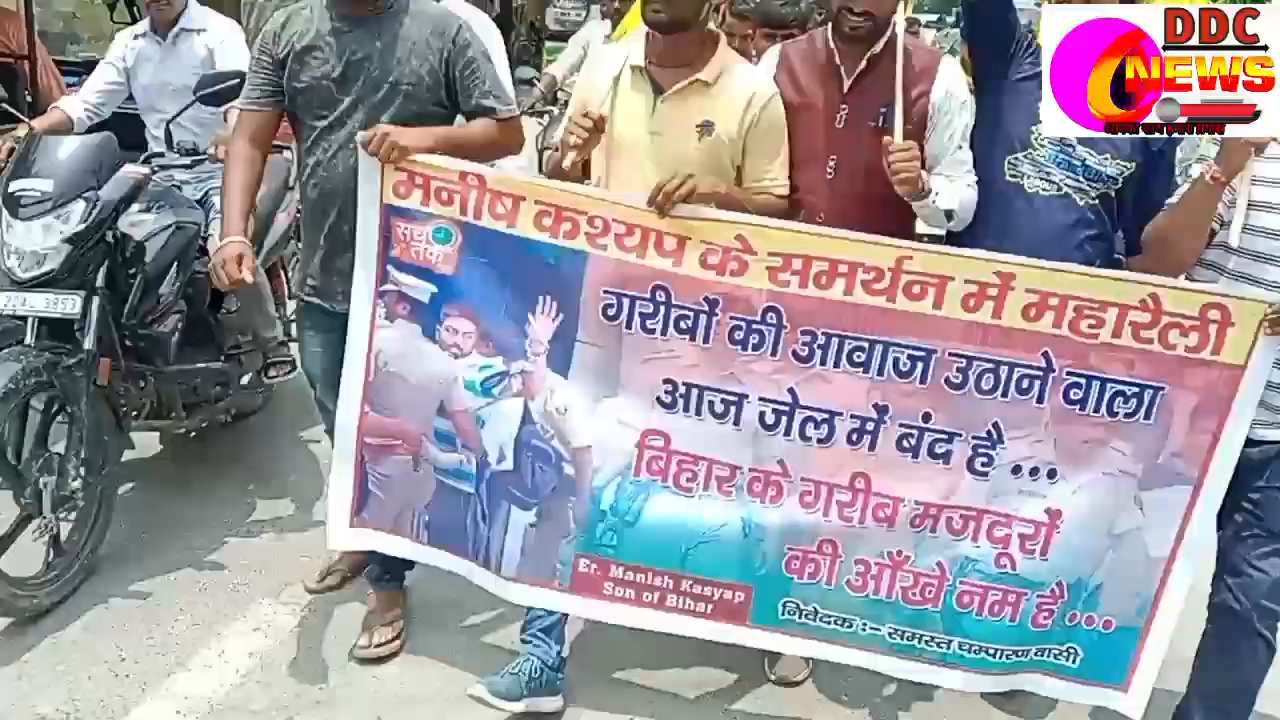 DDC
NEWS
मनीष कश्यप के समर्थन में महारैली
सच
तक
गरीबों की आवाज उठाने वाला
आज जेल में बंद है...
बिहार के गरीब मजदूरों
की आँखे नम है...
Er. Manish Kasyap
Son of Bihar
निवेदक :- समस्त चम्पारण वासी